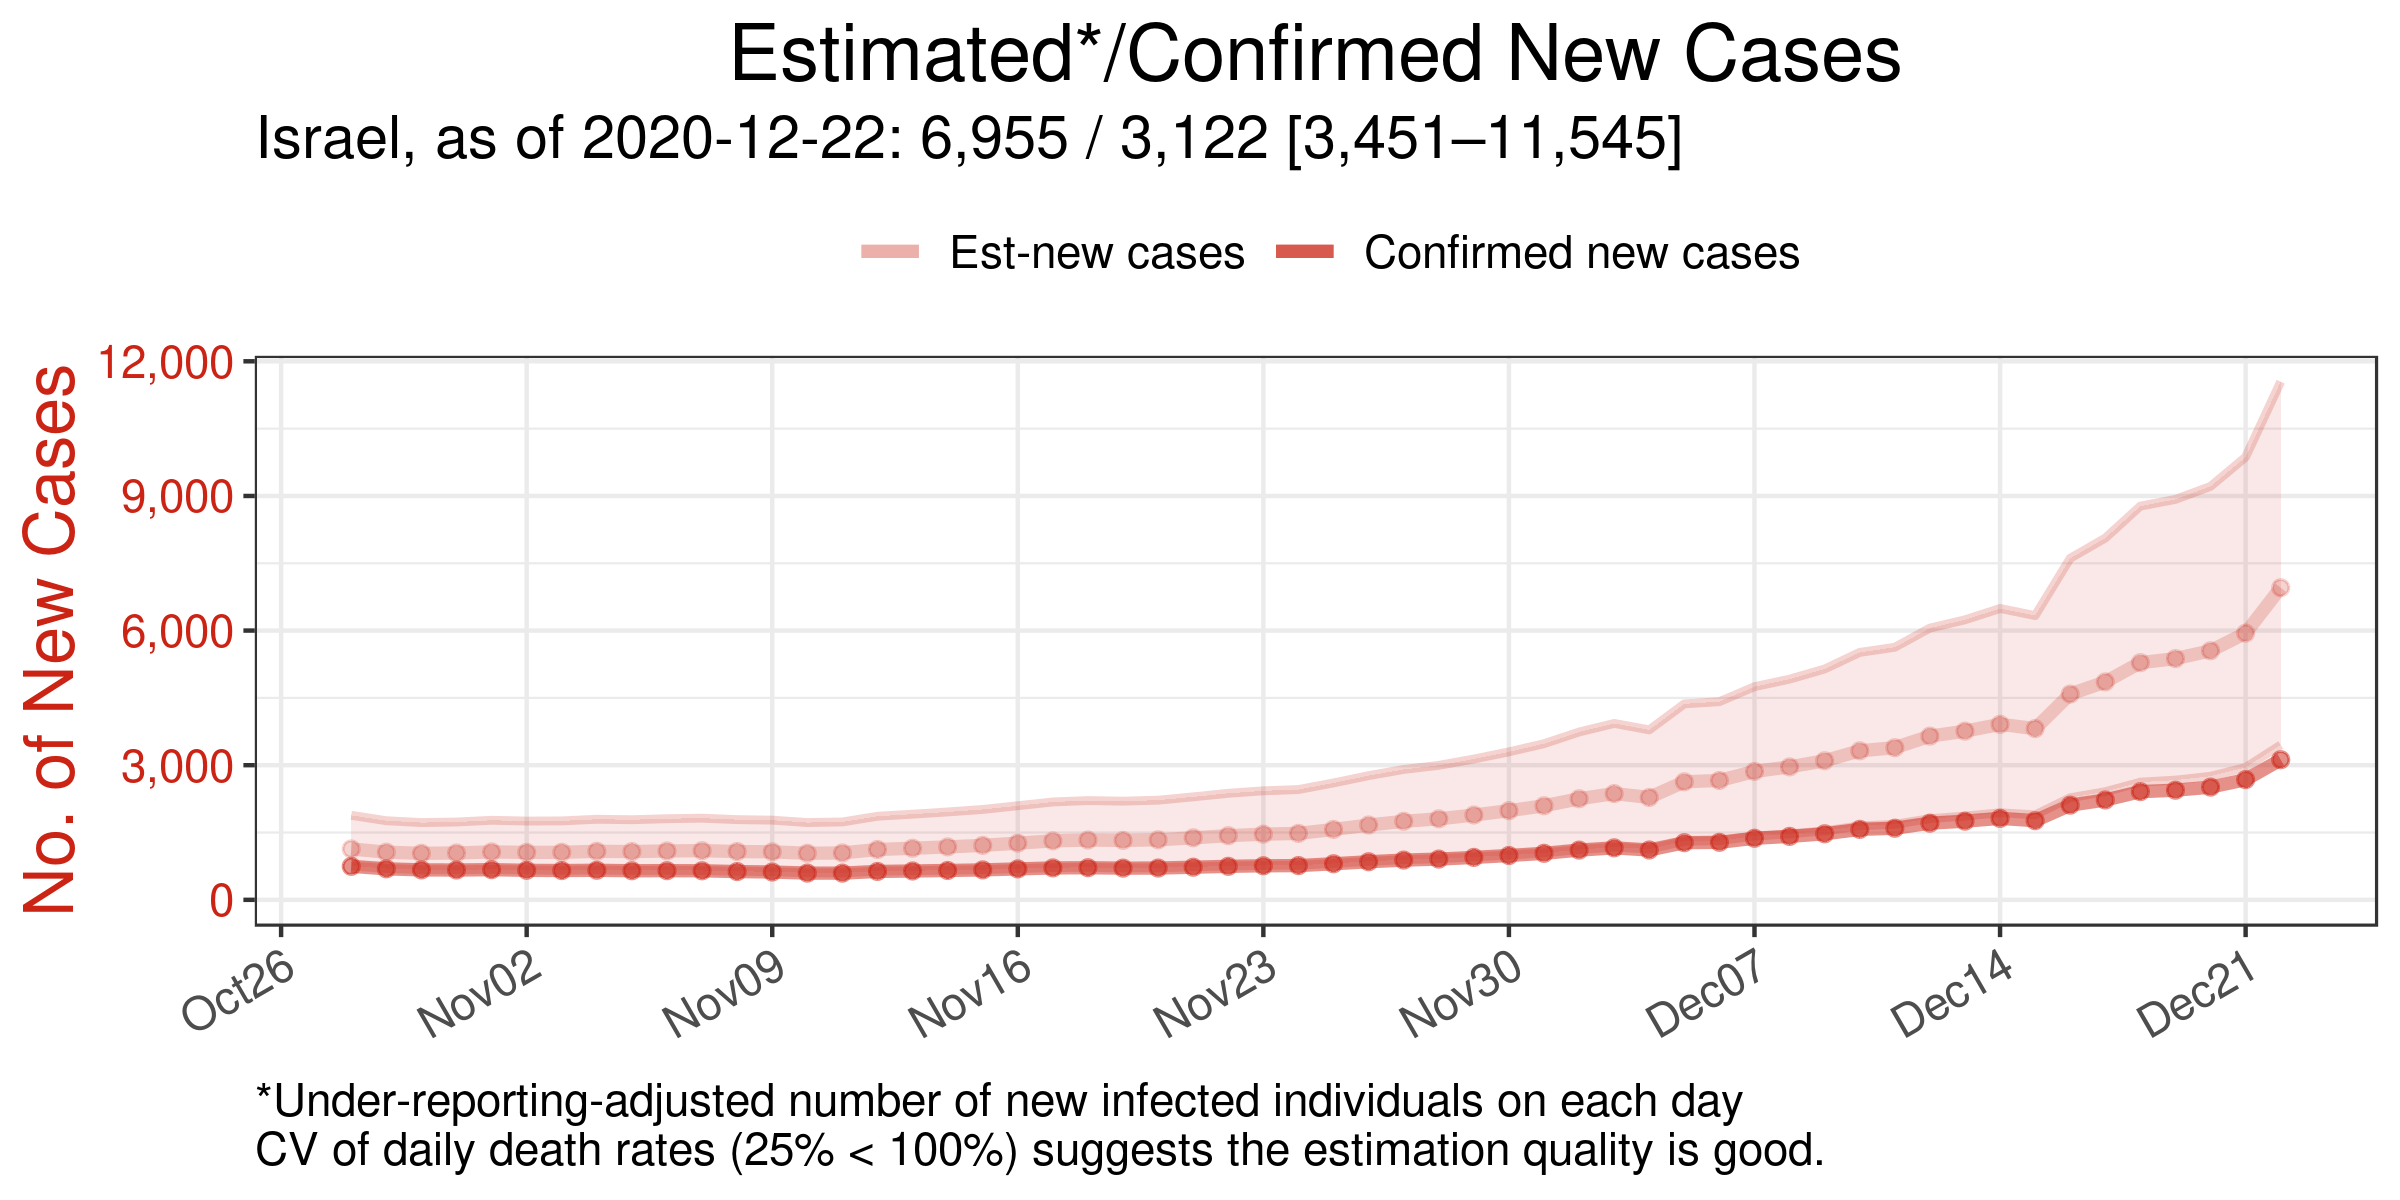 Estimated*/Confirmed New Cases
Israel, as of 2020-12-22: 6,955 / 3,122 [3,451–11,545]
Est-new cases
Confirmed new cases
No. of New Cases
12,000
9,000
6,000
3,000
0
Oct26
Nov02
Nov09
Nov16
Nov23
Nov30
Dec07
Dec14
Dec21
*Under-reporting-adjusted number of new infected individuals on each day
CV of daily death rates (25% < 100%) suggests the estimation quality is good.